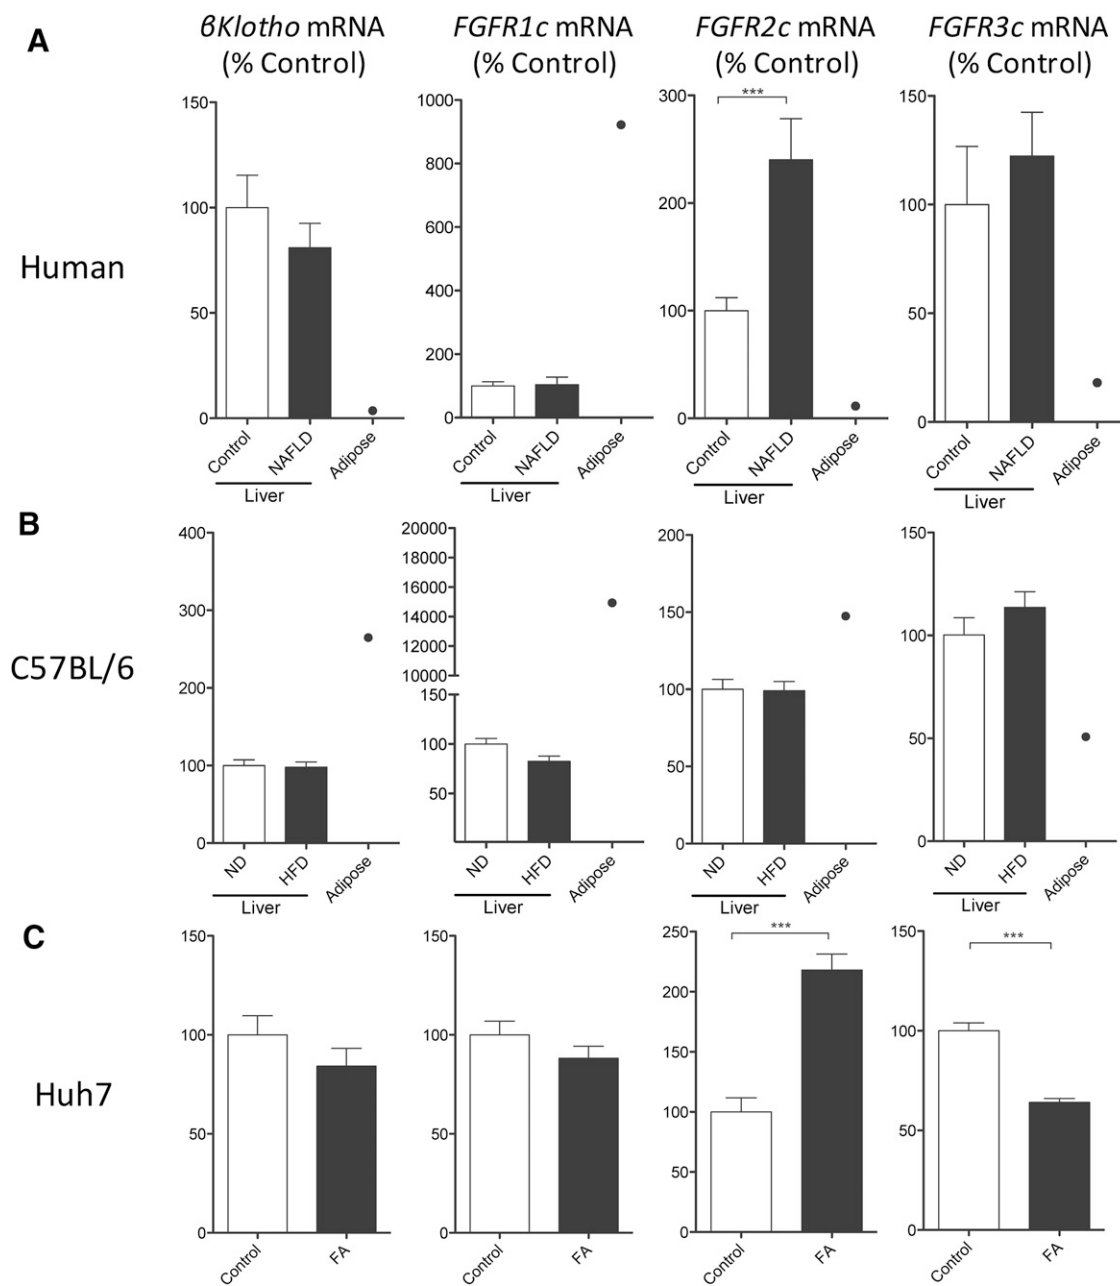 A
βKlotho mRNA
(% Control)
FGFR1c mRNA
(% Control)
FGFR2c mRNA
(% Control)
FGFR3c mRNA
(% Control)
Human
150
100
50
0
Control
NAFLD
Adipose
Liver
1000
800
600
400
200
0
Control
NAFLD
Adipose
Liver
300
200
100
0
***
Control
NAFLD
Adipose
Liver
150
100
50
0
Control
NAFLD
Adipose
Liver
B
C57BL/6
400
300
200
100
0
ND
HFD
Adipose
Liver
20000
18000
16000
14000
12000
10000
150
100
50
ND
HFD
Adipose
Liver
200
150
100
50
0
ND
HFD
Adipose
Liver
150
100
50
0
ND
HFD
Adipose
Liver
C
Huh7
150
100
50
0
Control
FA
150
100
50
0
Control
FA
250
200
150
100
50
0
***
Control
FA
150
100
50
0
***
Control
FA